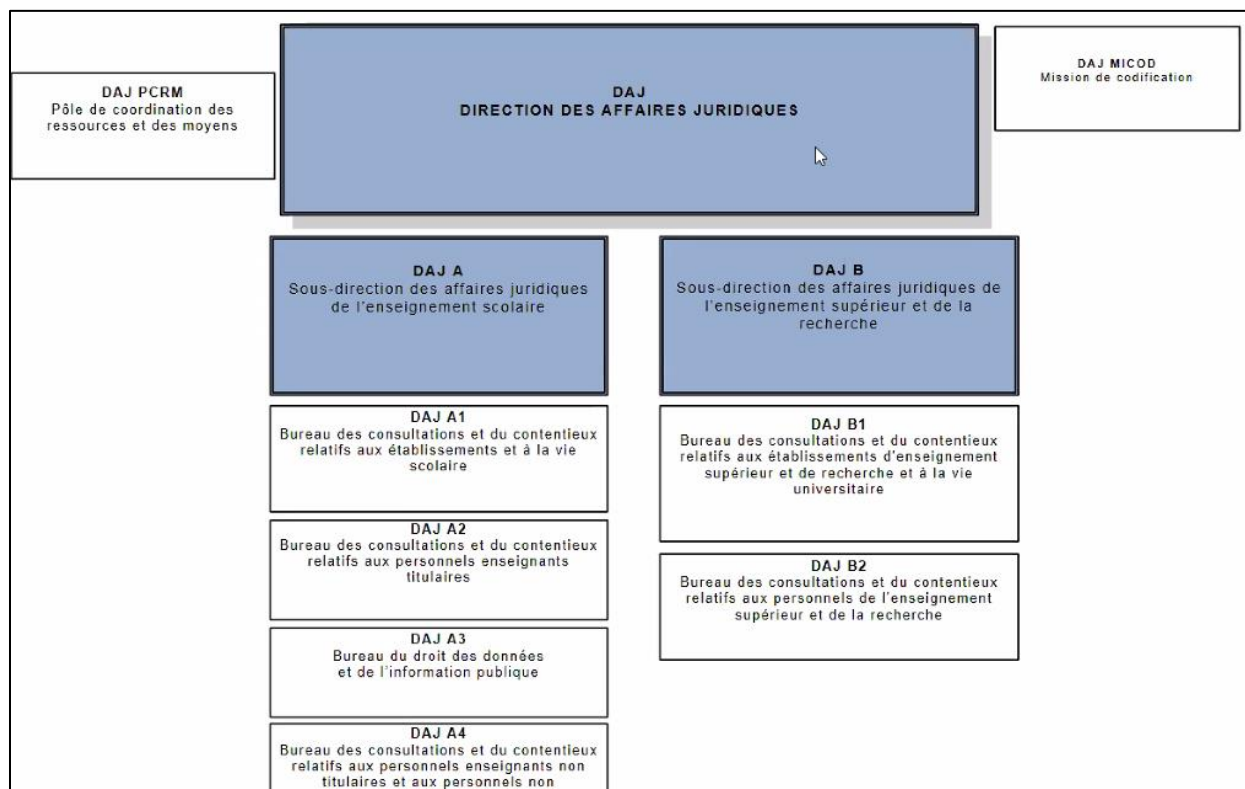 DAJ PCRM
Pôle de coordination des
ressources et des moyens
DAJ
DIRECTION DES AFFAIRES JURIDIQUES
DAJ MICOD
Mission de codification
DAJ A
Sous-direction des affaires juridiques
de l'enseignement scolaire
DAJ B
Sous-direction des affaires juridiques de
l'enseignement supérieur et de la
recherche
DAJ A1
Bureau des consultations et du contentieux
relatifs aux établissements et à la vie
scolaire
DAJ A2
Bureau des consultations et du contentieux
relatifs aux personnels enseignants
titulaires
DAJ A3
Bureau du droit des données
et de l'information publique
DAJ A4
Bureau des consultations et du contentieux
relatifs aux personnels enseignants non
titulaires et aux personnels non
DAJ B1
Bureau des consultations et du contentieux
relatifs aux établissements d'enseignement
supérieur et de recherche et à la vie
universitaire
DAJ B2
Bureau des consultations et du contentieux
relatifs aux personnels de l'enseignement
supérieur et de la recherche